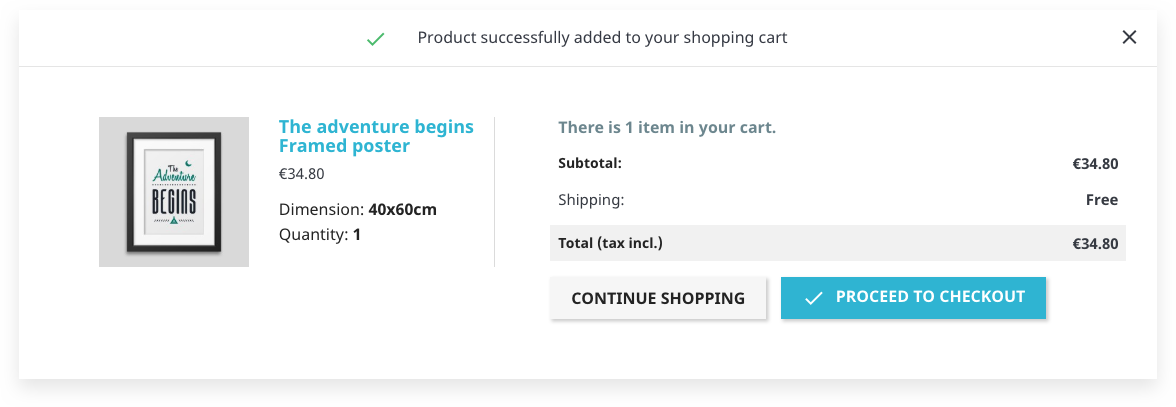 Product successfully added to your shopping cart
The
Adventure
BEGINS
The adventure begins
Framed poster
€34.80
Dimension: 40x60cm
Quantity: 1
There is 1 item in your cart.
Subtotal: €34.80
Shipping: Free
Total (tax incl.) €34.80
CONTINUE SHOPPING
PROCEED TO CHECKOUT